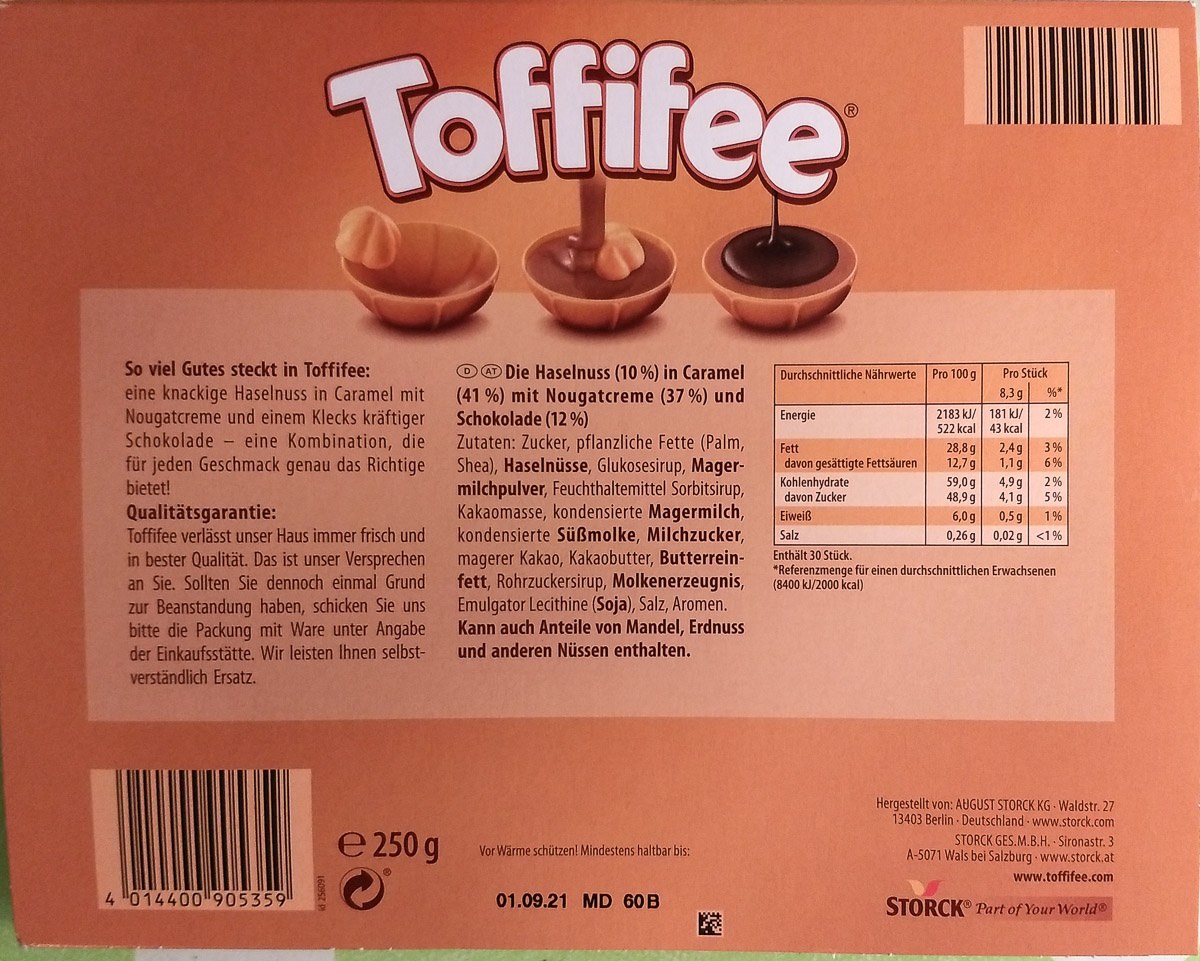 Toffifee®
So viel Gutes steckt in Toffifee:
eine knackige Haselnuss in Caramel mit
Nougatcreme und einem Klecks kräftiger
Schokolade – eine Kombination, die
für jeden Geschmack genau das Richtige
bietet!
Qualitätsgarantie:
Toffifee verlässt unser Haus immer frisch und
in bester Qualität. Das ist unser Versprechen
an Sie. Sollten Sie dennoch einmal Grund
zur Beanstandung haben, schicken Sie uns
bitte die Packung mit Ware unter Angabe
der Einkaufsstätte. Wir leisten Ihnen selbst-
verständlich Ersatz.
D AT Die Haselnuss (10 %) in Caramel
(41 %) mit Nougatcreme (37 %) und
Schokolade (12 %)
Zutaten: Zucker, pflanzliche Fette (Palm,
Shea), Haselnüsse, Glukosesirup, Mager-
milchpulver, Feuchthaltemittel Sorbitsirup,
Kakaomasse, kondensierte Magermilch,
kondensierte Süßmolke, Milchzucker,
magerer Kakao, Kakaobutter, Butterrein-
fett, Rohrzuckersirup, Molkenerzeugnis,
Emulgator Lecithine (Soja), Salz, Aromen.
Kann auch Anteile von Mandel, Erdnuss
und anderen Nüssen enthalten.
Durchschnittliche Nährwerte Pro 100 g Pro Stück
8,3 g %*
Energie 2183 kJ/ 181 kJ/ 2 %
522 kcal 43 kcal
Fett 28,8 g 2,4 g 3 %
davon gesättigte Fettsäuren 12,7 g 1,1 g 6 %
Kohlenhydrate 59,0 g 4,9 g 2 %
davon Zucker 48,9 g 4,1 g 5 %
Eiweiß 6,0 g 0,5 g 1 %
Salz 0,26 g 0,02 g <1 %
Enthält 30 Stück.
*Referenzmenge für einen durchschnittlichen Erwachsenen
(8400 kJ/2000 kcal)
4 014400 905359
id 256091
℮ 250 g
®
Vor Wärme schützen! Mindestens haltbar bis:
01.09.21 MD 60B
Hergestellt von: AUGUST STORCK KG · Waldstr. 27
13403 Berlin · Deutschland · www.storck.com
STORCK GES.M.B.H. · Sironastr. 3
A-5071 Wals bei Salzburg · www.storck.at
www.toffifee.com
STORCK® Part of Your World®